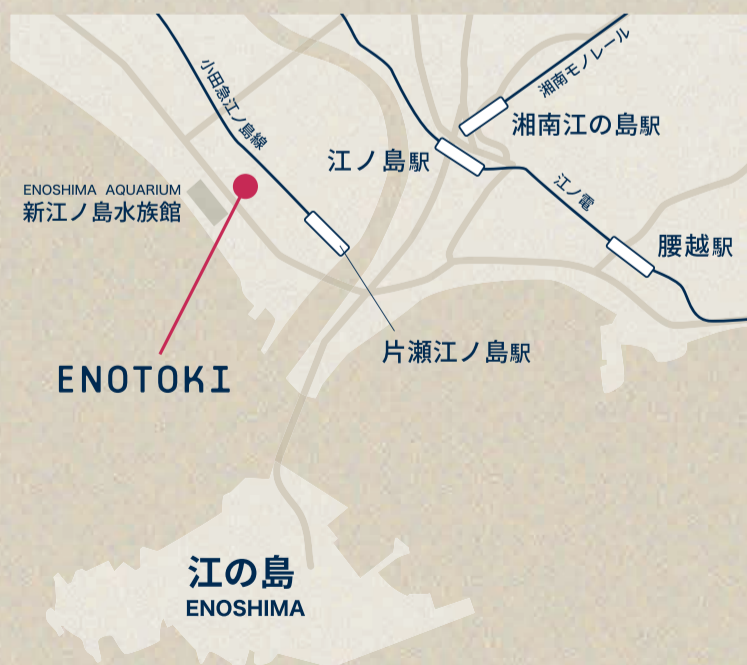 小田急江ノ島線
湘南モノレール
湘南江の島駅
江ノ島駅
江ノ電
ENOSHIMA AQUARIUM
新江ノ島水族館
腰越駅
片瀬江ノ島駅
ENOTOKI
江の島
ENOSHIMA